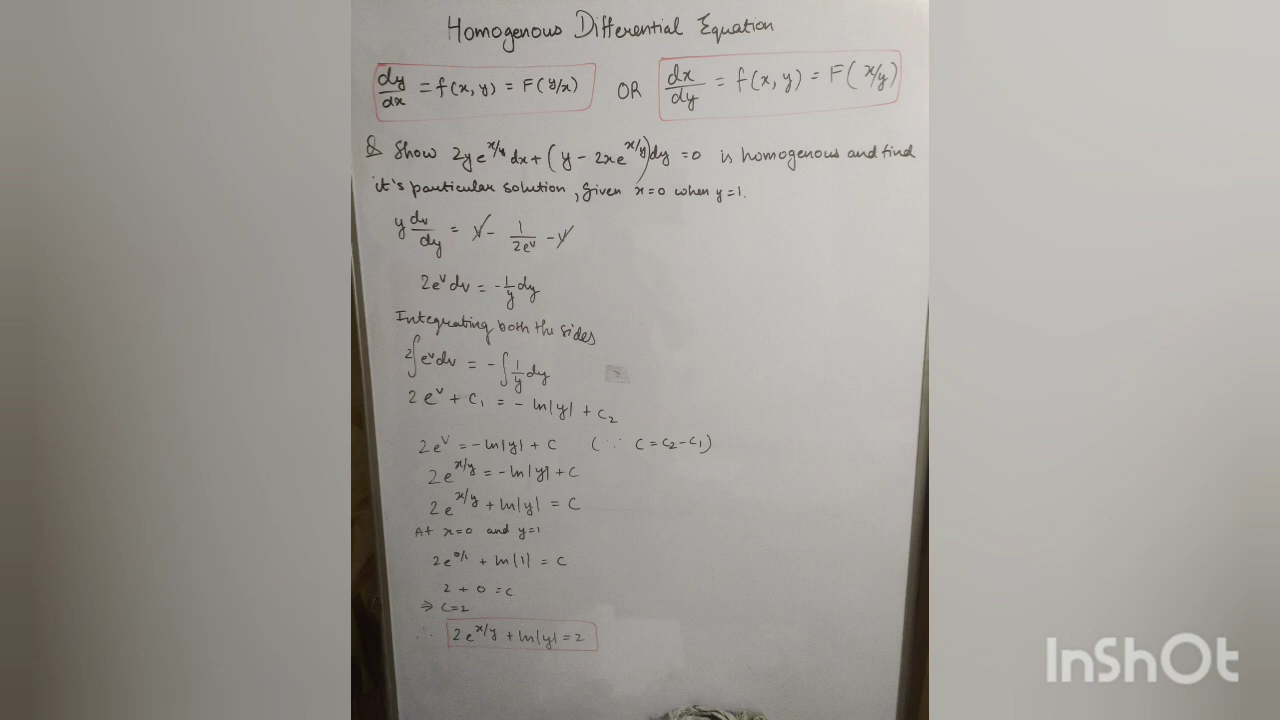 Homogenous Differential Equation
dy/dx = f(x, y) = F(y/x) OR dx/dy = f(x, y) = F(x/y)
Q Show 2ye^(x/y) dx + (y - 2xe^(x/y))dy = 0 is homogenous and find
it's particular solution, given x=0 when y=1.
y dv/dy = v - 1/(2e^v) - v
2e^v dv = -1/y dy
Integrating both the sides
2∫e^v dv = -∫1/y dy
2e^v + C₁ = - ln|y| + C₂
2e^v = -ln|y| + C (∵ C = C₂-C₁)
2e^(x/y) = -ln|y| + C
2e^(x/y) + ln|y| = C
At x=0 and y=1
2e^(0/1) + ln|1| = C
2 + 0 = C
⇒ C=2
∴ 2e^(x/y) + ln|y| = 2
InShOt